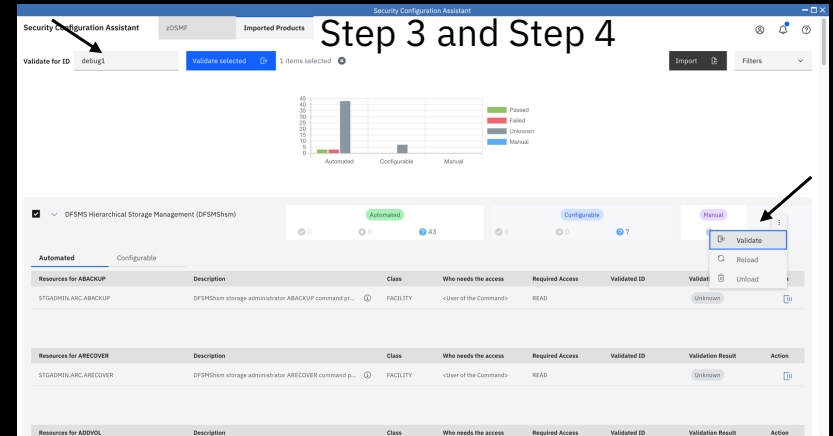 Security Configuration Assistant
Security Configuration Assistant
zOSMF
Imported Products
Step 3 and Step 4
Validate for ID
debug1
Validate selected
1 items selected
Import
Filters
45
40
35
30
25
20
15
10
5
0
Automated
Configurable
Manual
Passed
Failed
Unknown
Manual
DFSMS Hierarchical Storage Management (DFSMShsm)
Automated
Configurable
Manual
0
0
43
0
0
7
Validate
Reload
Unload
Automated
Configurable
Resources for ABACKUP Description Class Who needs the access Required Access Validated ID
STGADMIN.ARC.ABACKUP DFSMShsm storage administrator ABACKUP command pr... FACILITY <User of the Command> READ Unknown
Resources for ARECOVER Description Class Who needs the access Required Access Validated ID Validation Result Action
STGADMIN.ARC.ARECOVER DFSMShsm storage administrator ARECOVER command p... FACILITY <User of the Command> READ Unknown
Resources for ADDVOL Description Class Who needs the access Required Access Validated ID Validation Result Action